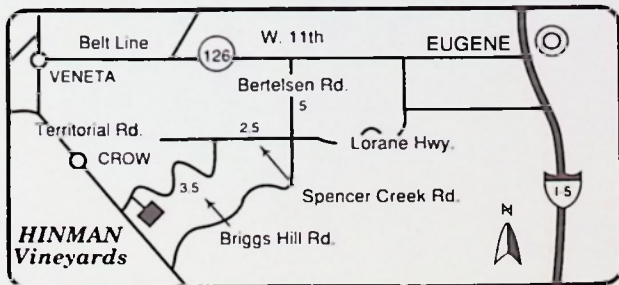 Belt Line
126
W. 11th
EUGENE
VENETA
Bertelsen Rd.
5
Territorial Rd.
2.5
CROW
Lorane Hwy.
3.5
Spencer Creek Rd.
I-5
HINMAN
Vineyards
Briggs Hill Rd.
N